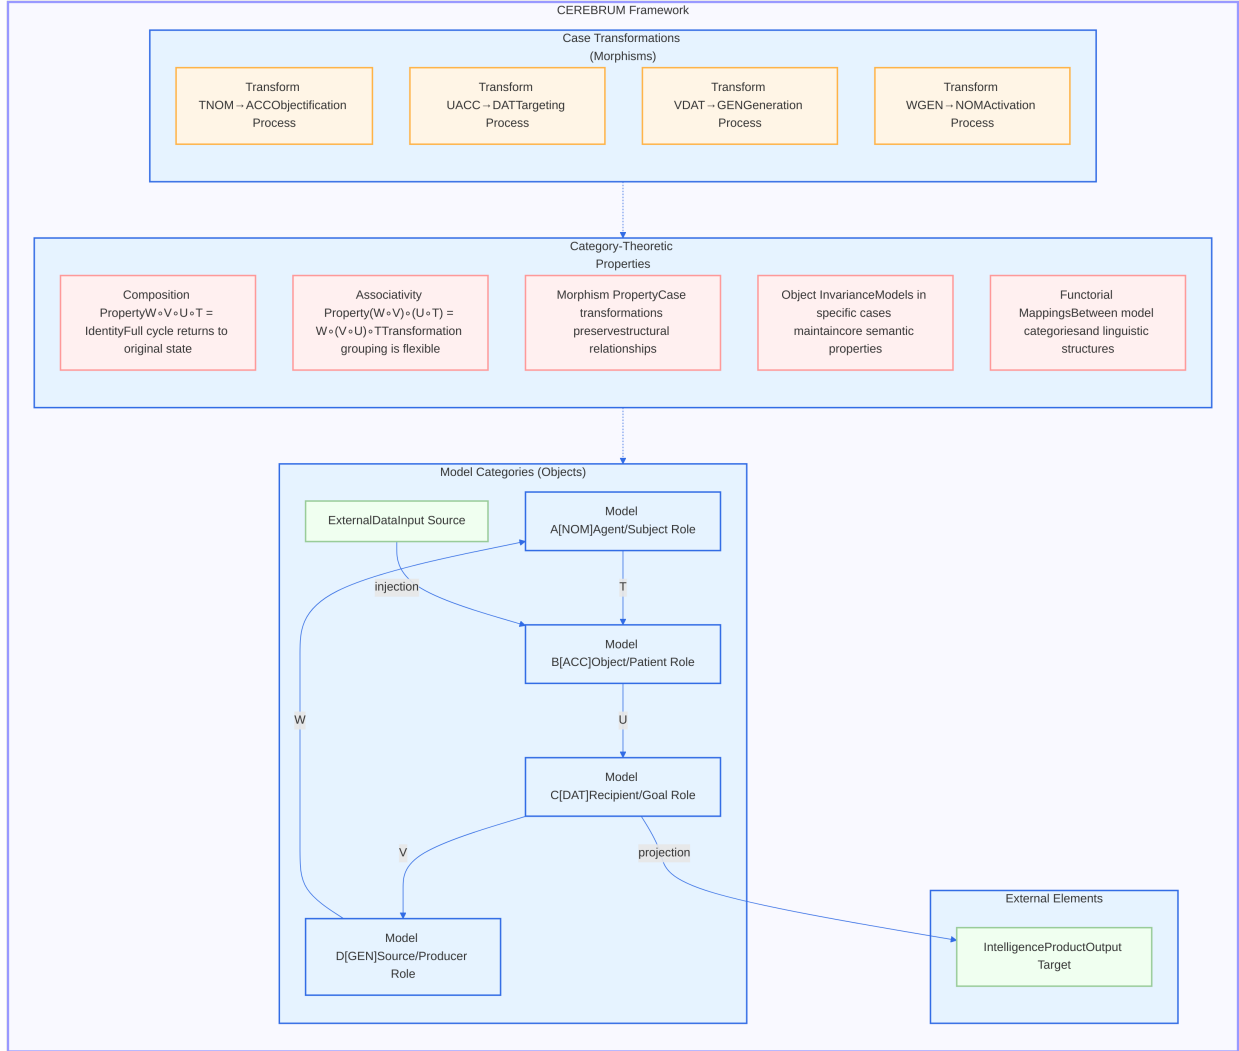 CEREBRUM Framework
Case Transformations
(Morphisms)
Transform
TNOM→ACCObjectification
Process
Transform
UACC→DATTargeting
Process
Transform
VDAT→GENGeneration
Process
Transform
WGEN→NOMActivation
Process
Category-Theoretic
Properties
Composition
PropertyW∘V∘U∘T =
IdentityFull cycle returns to
original state
Associativity
Property(W∘V)∘(U∘T) =
W∘(V∘U)∘TTransformation
grouping is flexible
Morphism PropertyCase
transformations
preservestructural
relationships
Object InvarianceModels in
specific cases
maintaincore semantic
properties
Functorial
MappingsBetween model
categoriesand linguistic
structures
Model Categories (Objects)
ExternalDataInput Source
Model
A[NOM]Agent/Subject Role
injection
T
Model
B[ACC]Object/Patient Role
W
U
Model
C[DAT]Recipient/Goal Role
V
projection
Model
D[GEN]Source/Producer
Role
External Elements
IntelligenceProductOutput
Target